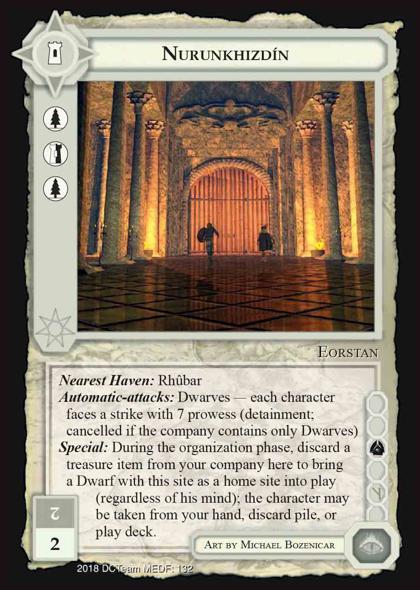 NURUNKHIZDÍN
EORSTAN
Nearest Haven: Rhûbar
Automatic-attacks: Dwarves — each character
faces a strike with 7 prowess (detainment;
cancelled if the company contains only Dwarves)
Special: During the organization phase, discard a
treasure item from your company here to bring
a Dwarf with this site as a home site into play
(regardless of his mind); the character may
be taken from your hand, discard pile, or
play deck.
2
2
ART BY MICHAEL BOZENICAR
2018 DCTeam MEDF: 132